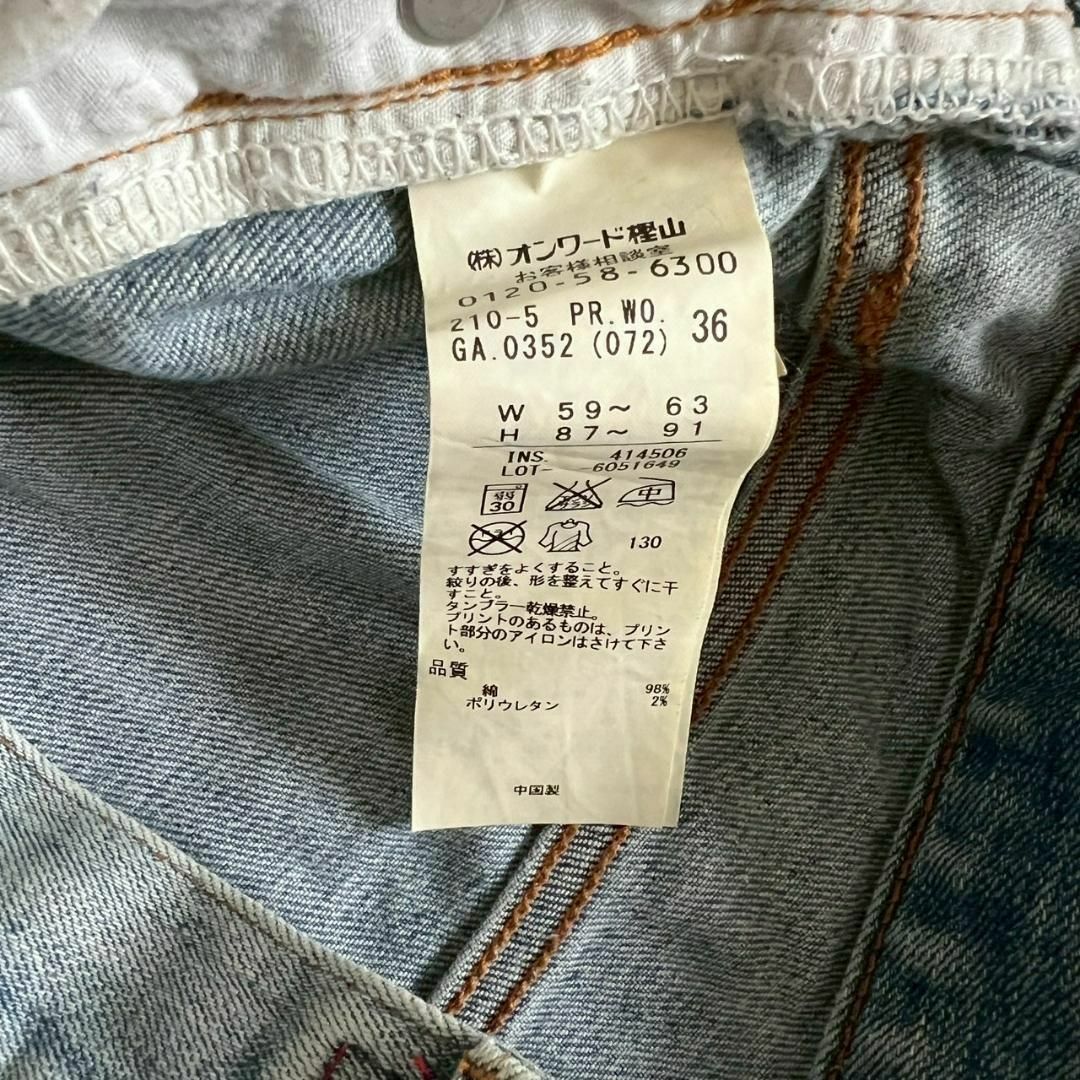 (株)オンワード樫山
お客様相談室
0120-58-6300
210-5 PR.WO.
GA.0352 (072) 36
W 59~ 63
H 87~ 91
INS. 414506
LOT- -6051649
弱
30
中
130
すすぎをよくすること。
絞りの後、形を整えてすぐに干
すこと。
タンブラー乾燥禁止。
プリントのあるものは、プリン
ト部分のアイロンはさけて下さ
い。
品質
綿 98%
ポリウレタン 2%
中国製